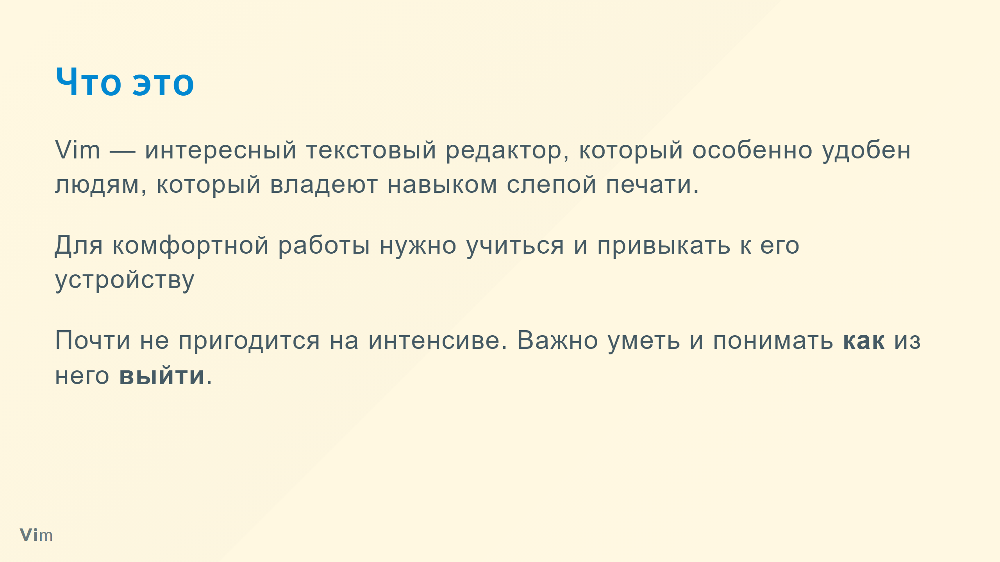 Что это
Vim — интересный текстовый редактор, который особенно удобен
людям, который владеют навыком слепой печати.
Для комфортной работы нужно учиться и привыкать к его
устройству
Почти не пригодится на интенсиве. Важно уметь и понимать как из
него выйти.
Vim